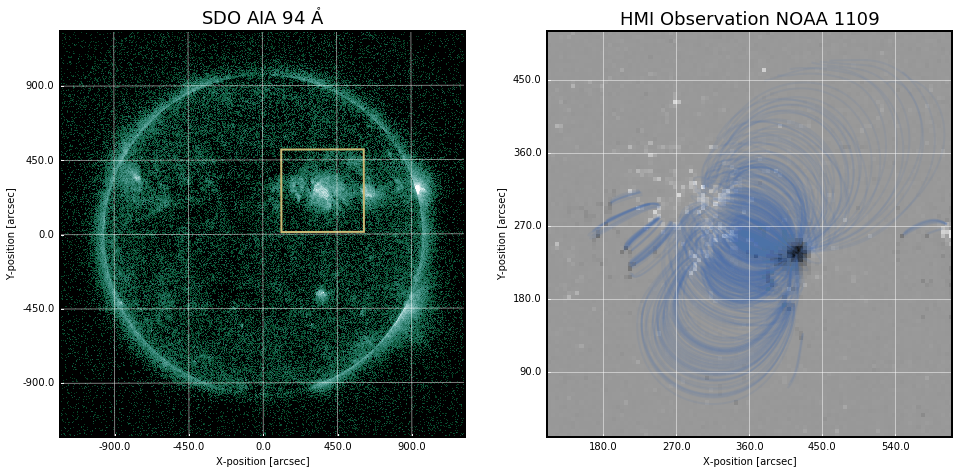 SDO AIA 94 Å
Y-position [arcsec]
900.0
450.0
0.0
-450.0
-900.0
-900.0 -450.0 0.0 450.0 900.0
X-position [arcsec]
HMI Observation NOAA 1109
Y-position [arcsec]
450.0
360.0
270.0
180.0
90.0
180.0 270.0 360.0 450.0 540.0
X-position [arcsec]